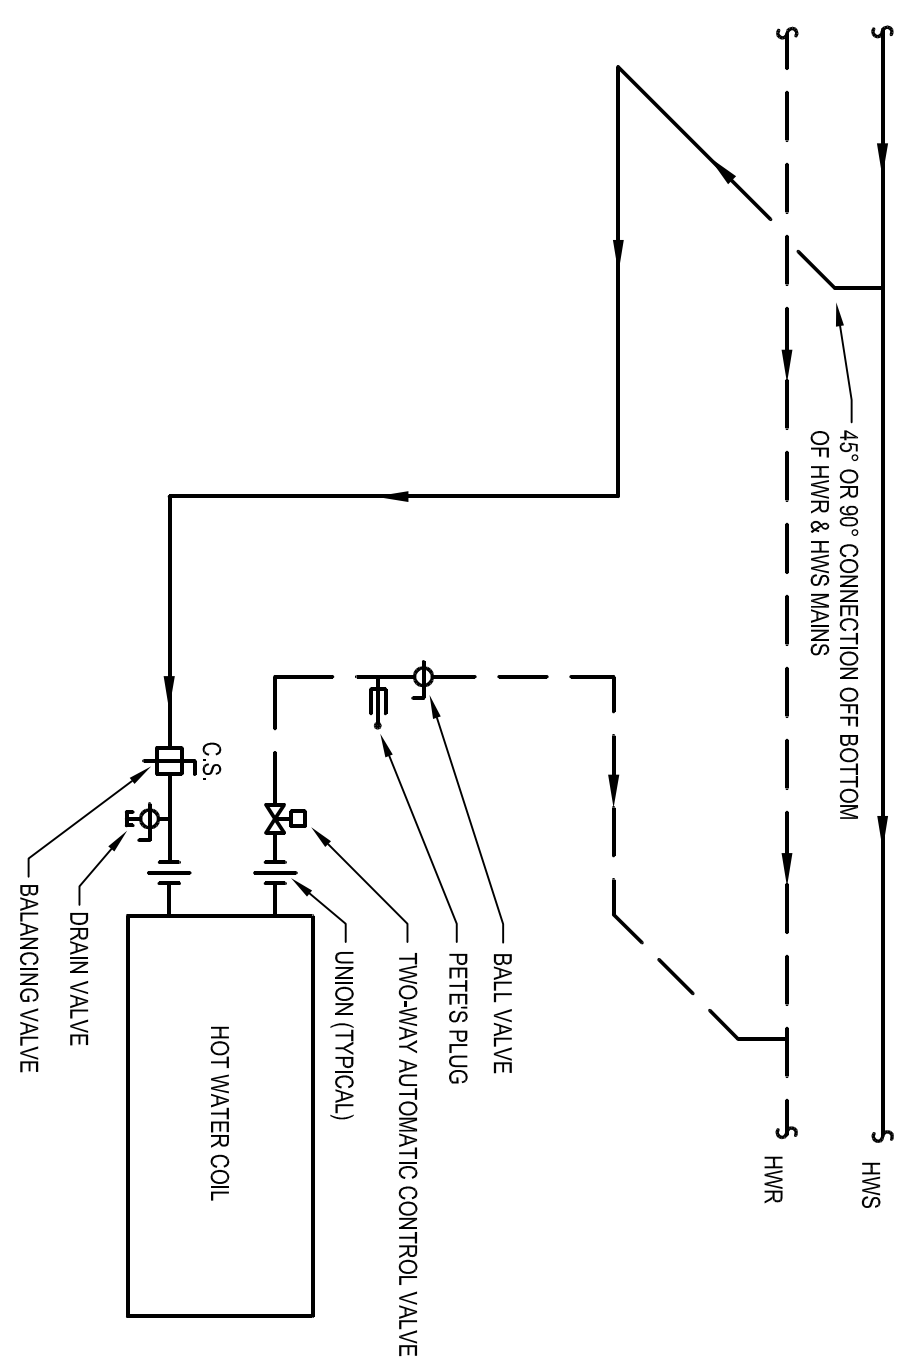 HWS
HWR
45° OR 90° CONNECTION OFF BOTTOM
OF HWR & HWS MAINS
BALL VALVE
PETE'S PLUG
TWO-WAY AUTOMATIC CONTROL VALVE
UNION (TYPICAL)
C.S.
HOT WATER COIL
DRAIN VALVE
BALANCING VALVE